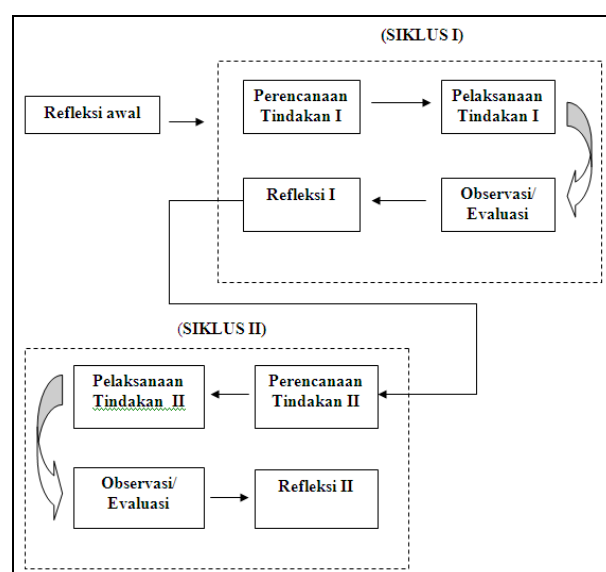 (SIKLUS I)
Refleksi awal
Perencanaan
Tindakan I
Pelaksanaan
Tindakan I
Refleksi I
Observasi/
Evaluasi
(SIKLUS II)
Pelaksanaan
Tindakan  II
Perencanaan
Tindakan II
Observasi/
Evaluasi
Refleksi II